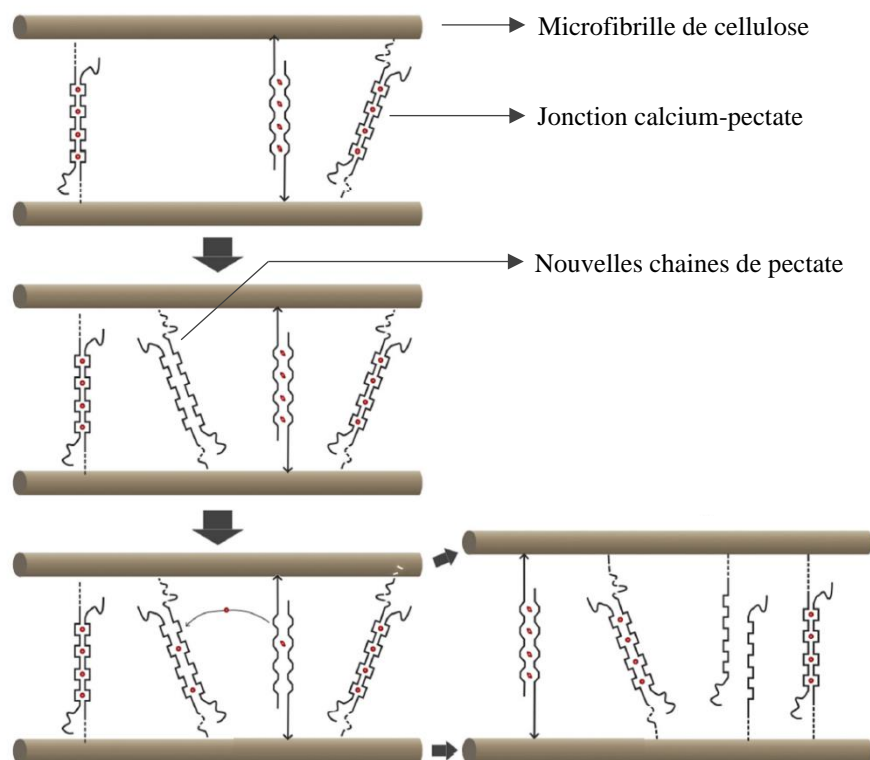 Microfibrille de cellulose
Jonction calcium-pectate
Nouvelles chaines de pectate